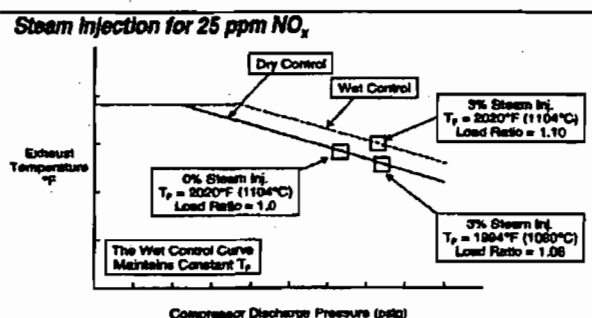 Steam Injection for 25 ppm NOx
Dry Control
Wet Control
3% Steam Inj.
TF = 2020°F (1104°C)
Load Ratio = 1.10
Exhaust
Temperature
°F
0% Steam Inj.
TF = 2020°F (1104°C)
Load Ratio = 1.0
3% Steam Inj.
TF = 1994°F (1090°C)
Load Ratio = 1.08
The Wet Control Curve
Maintains Constant TF
Compressor Discharge Pressure (psig)